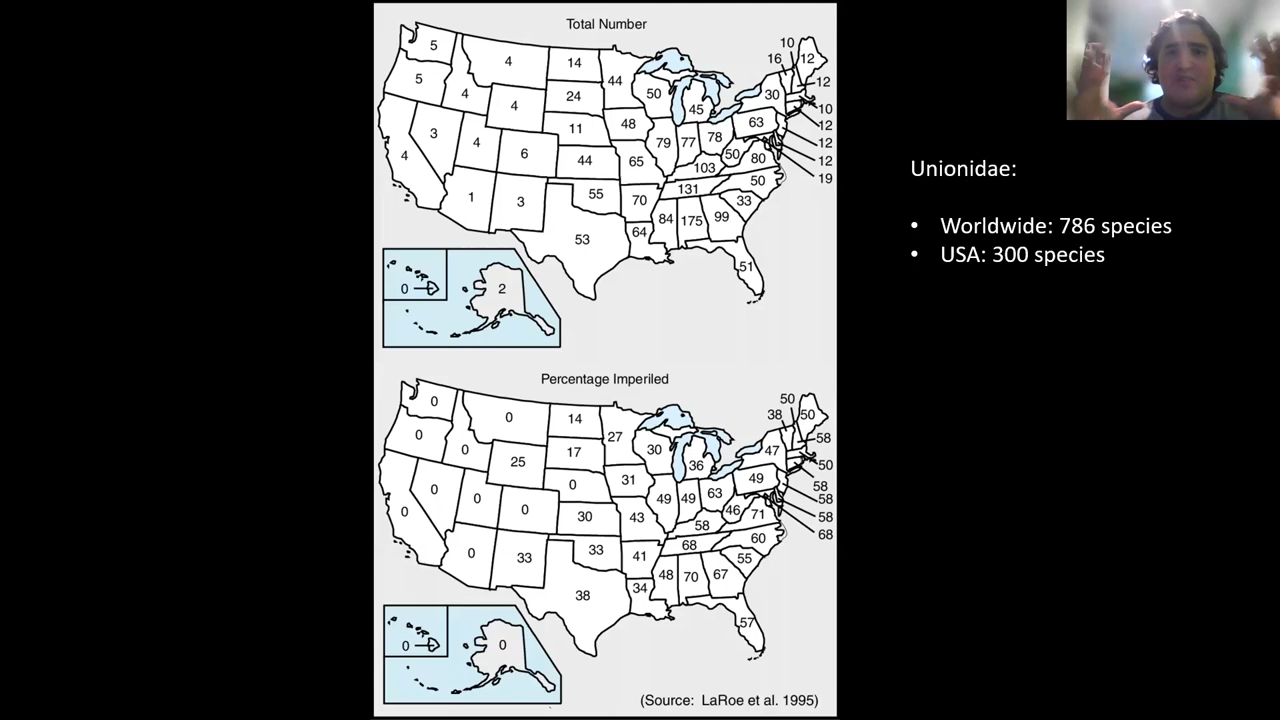 Total Number
5 4 14 44 50 45 16 10 12
5 4 4 24 30 12
3 4 6 11 48 79 77 78 63 10
4 44 65 103 50 80 12
12
12
19
1 3 55 70 131 50
53 64 84 175 99 33
51
0 2
Unionidae:
• Worldwide: 786 species
• USA: 300 species
Percentage Imperiled
0 0 14 27 30 36 38 50 50
0 0 25 17 47 58
0 0 0 0 31 49 49 63 49 50
0 30 43 58 46 71 58
58
58
68
0 33 33 41 68 60
38 34 48 70 67 55
57
0 0
(Source: LaRoe et al. 1995)